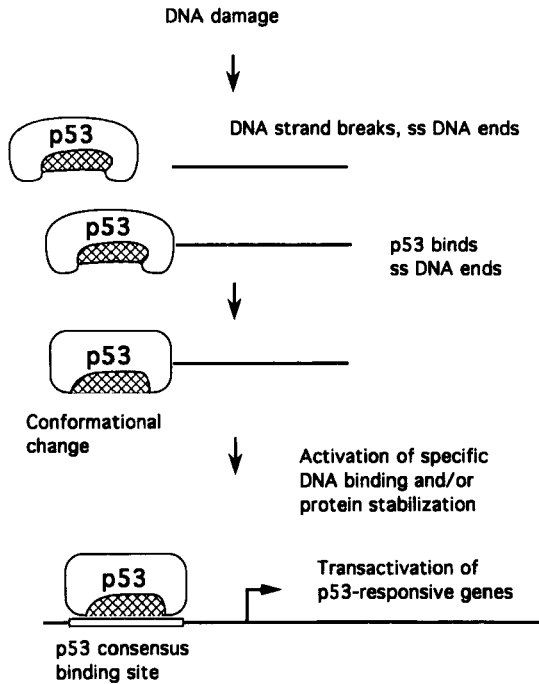 DNA damage
p53
DNA strand breaks, ss DNA ends
p53
p53 binds
ss DNA ends
p53
Conformational
change
Activation of specific
DNA binding and/or
protein stabilization
p53
Transactivation of
p53-responsive genes
p53 consensus
binding site